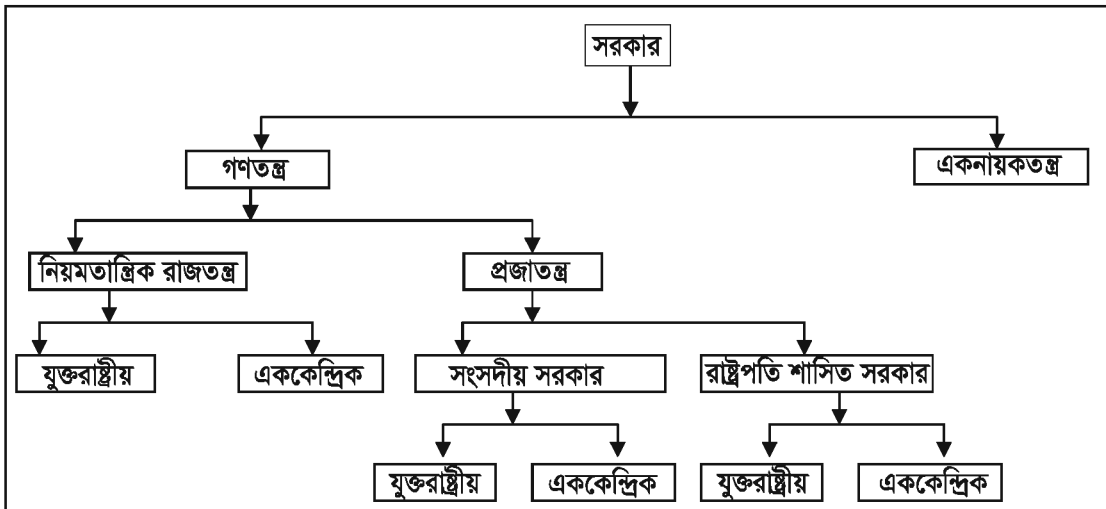 সরকার
গণতন্ত্র
একনায়কতন্ত্র
নিয়মতান্ত্রিক রাজতন্ত্র
প্রজাতন্ত্র
যুক্তরাষ্ট্রীয়
এককেন্দ্রিক
সংসদীয় সরকার
রাষ্ট্রপতি শাসিত সরকার
যুক্তরাষ্ট্রীয়
এককেন্দ্রিক
যুক্তরাষ্ট্রীয়
এককেন্দ্রিক